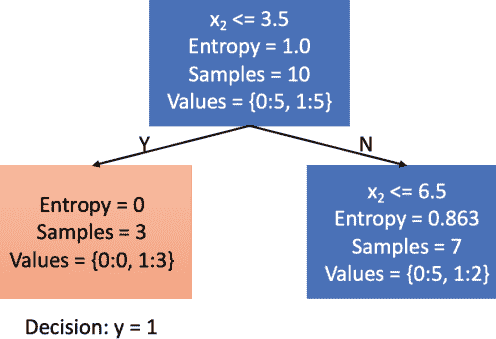 x₂ <= 3.5
Entropy = 1.0
Samples = 10
Values = {0:5, 1:5}
Y
N
Entropy = 0
Samples = 3
Values = {0:0, 1:3}
x₂ <= 6.5
Entropy = 0.863
Samples = 7
Values = {0:5, 1:2}
Decision: y = 1